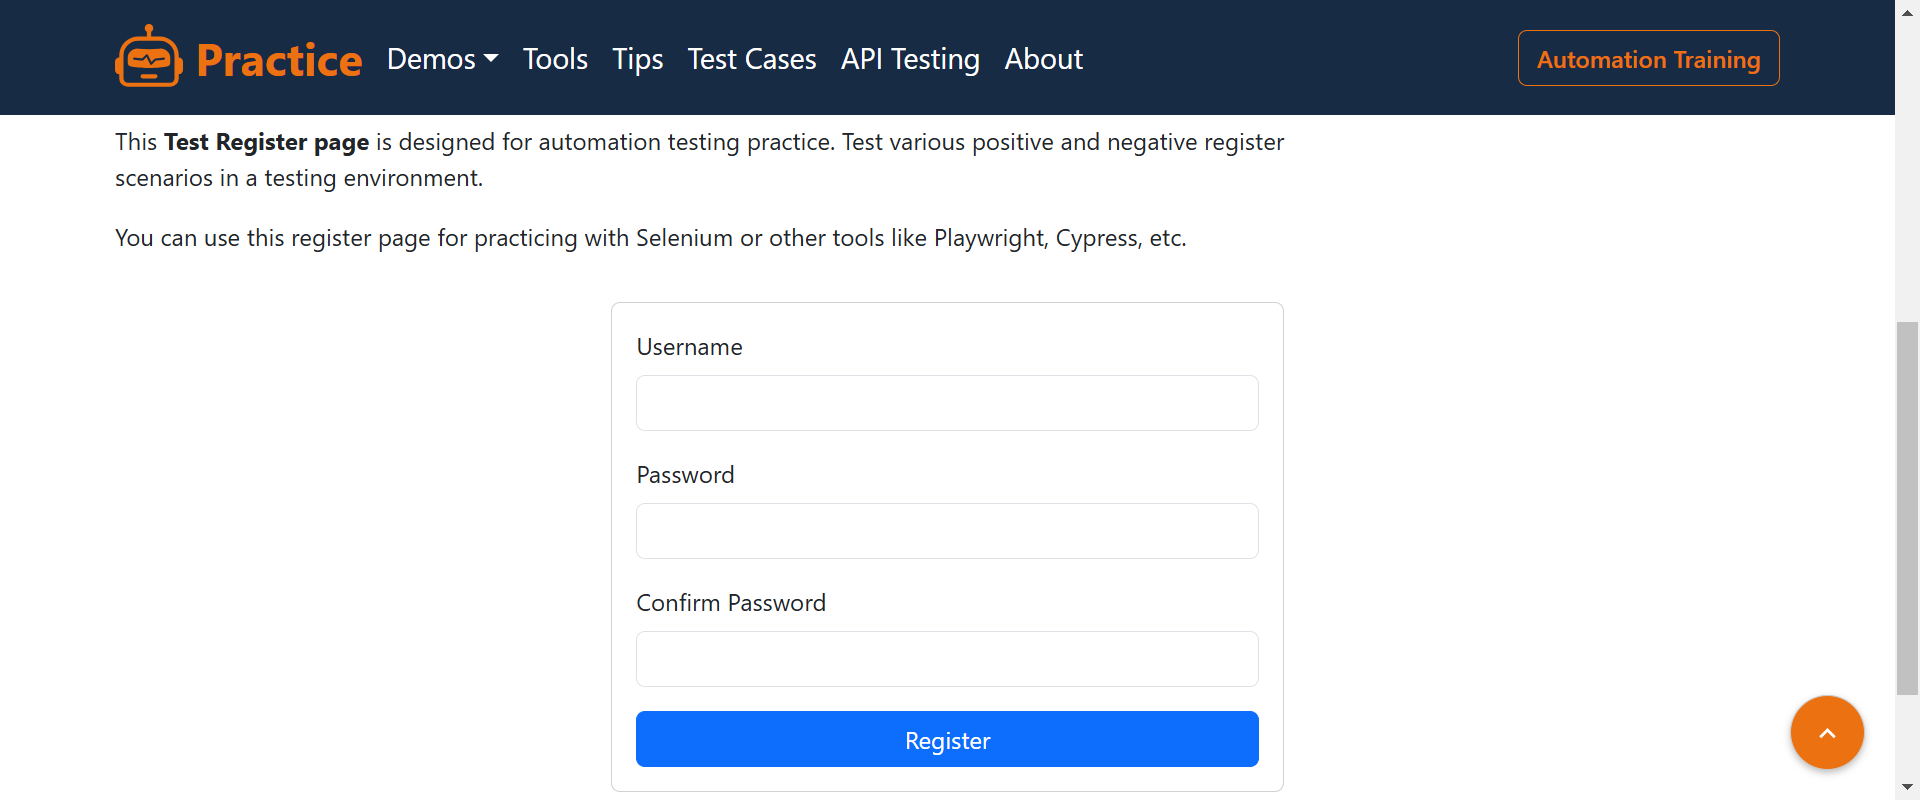 Practice Demos Tools Tips Test Cases API Testing About Automation Training
This Test Register page is designed for automation testing practice. Test various positive and negative register
scenarios in a testing environment.
You can use this register page for practicing with Selenium or other tools like Playwright, Cypress, etc.
Username
Password
Confirm Password
Register